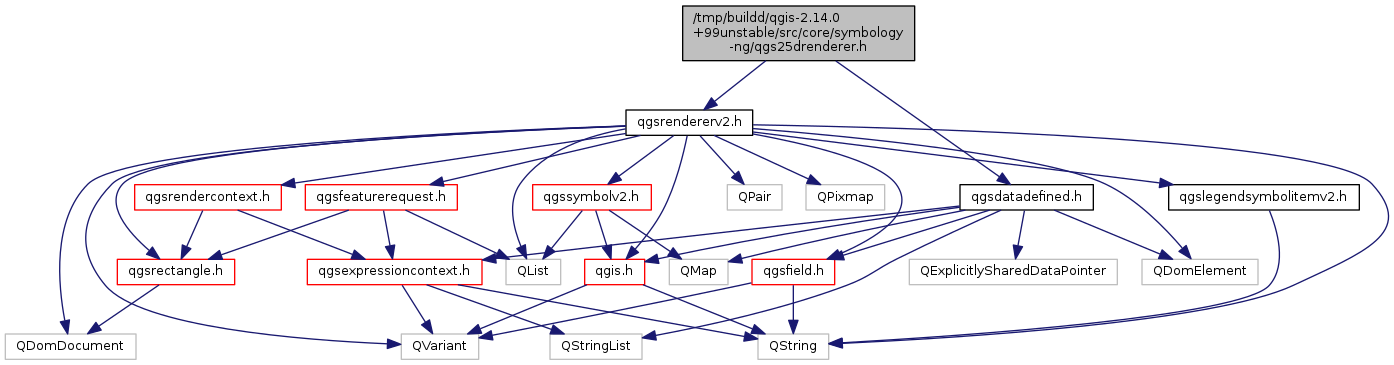 /tmp/buildd/qgis-2.14.0
+99unstable/src/core/symbology
-ng/qgs25drenderer.h
qgsrendererv2.h
qgsrendercontext.h
qgsfeaturerequest.h
qgssymbolv2.h
QPair
QPixmap
qgsdatadefined.h
qgslegendsymbolitemv2.h
qgsrectangle.h
qgsexpressioncontext.h
QList
qgis.h
QMap
qgsfield.h
QExplicitlySharedDataPointer
QDomElement
QDomDocument
QVariant
QStringList
QString